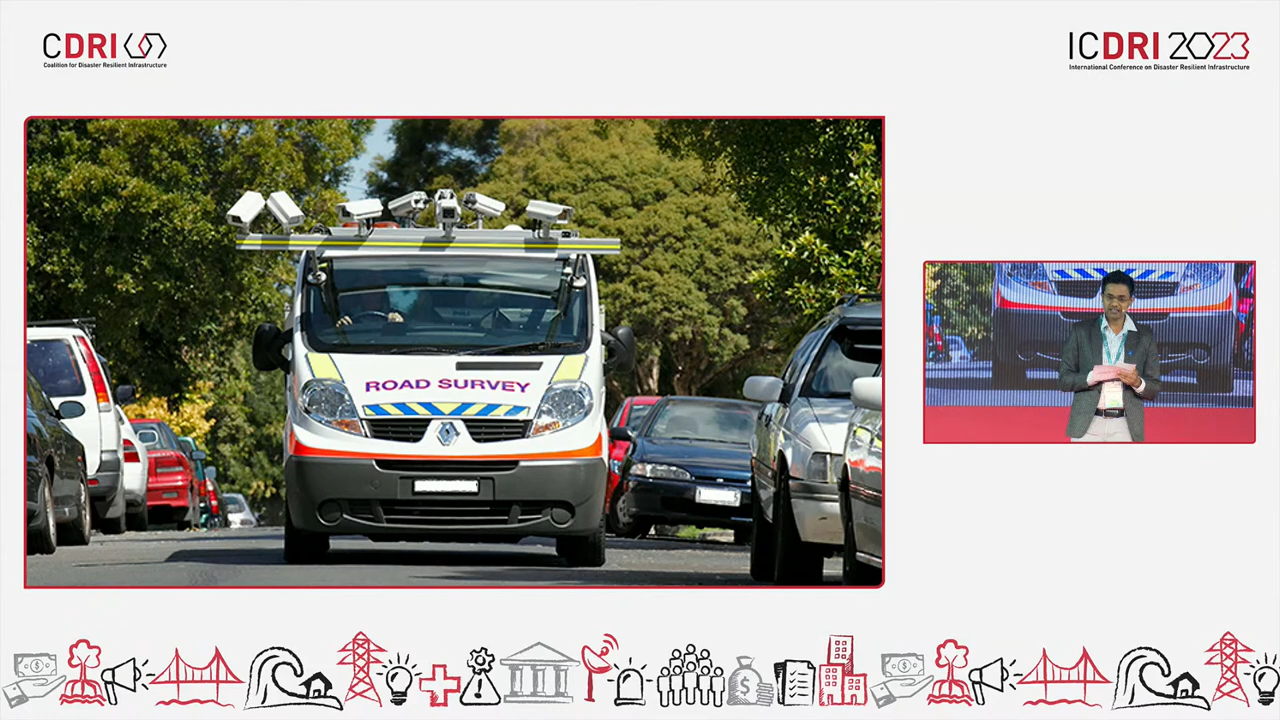 CDRI
Coalition for Disaster Resilient Infrastructure
ICDRI 2023
International Conference on Disaster Resilient Infrastructure
ROAD SURVEY